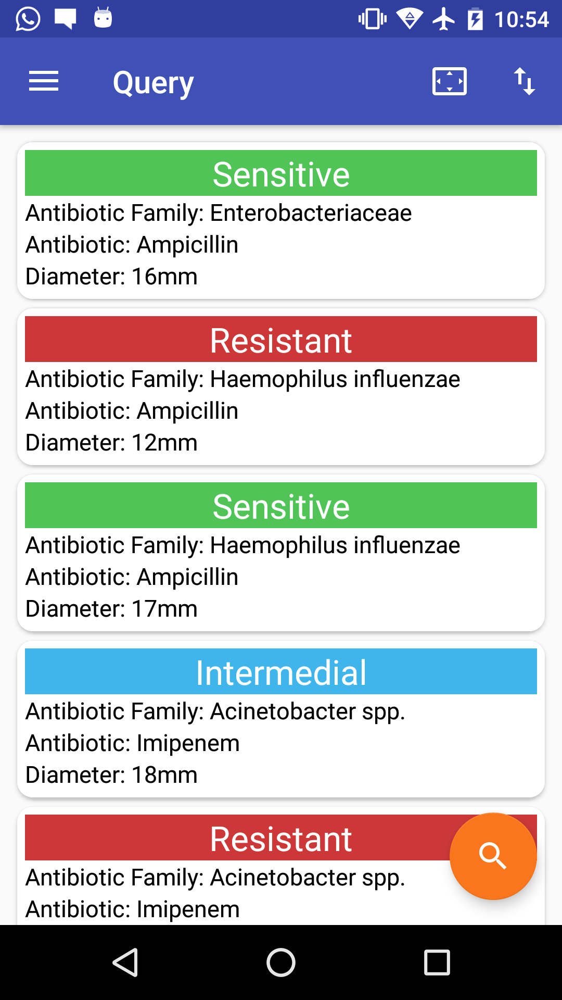 10:54
Query
Sensitive
Antibiotic Family: Enterobacteriaceae
Antibiotic: Ampicillin
Diameter: 16mm
Resistant
Antibiotic Family: Haemophilus influenzae
Antibiotic: Ampicillin
Diameter: 12mm
Sensitive
Antibiotic Family: Haemophilus influenzae
Antibiotic: Ampicillin
Diameter: 17mm
Intermedial
Antibiotic Family: Acinetobacter spp.
Antibiotic: Imipenem
Diameter: 18mm
Resistant
Antibiotic Family: Acinetobacter spp.
Antibiotic: Imipenem